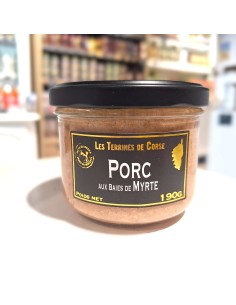 Les Terrines de Corse
Porc
aux Baies de Myrte
Poids net 190g